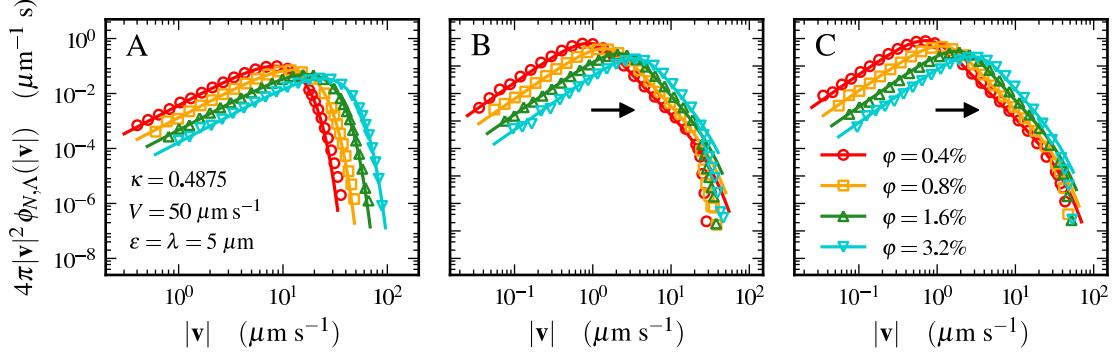 4π|v|² ϕ_{N,Λ}(|v|) (μm⁻¹ s)
10⁰
10⁻²
10⁻⁴
10⁻⁶
10⁻⁸
A
κ = 0.4875
V = 50 μm s⁻¹
ε = λ = 5 μm
10⁰ 10¹ 10²
|v| (μm s⁻¹)
B
10⁻¹ 10⁰ 10¹ 10²
|v| (μm s⁻¹)
C
φ = 0.4%
φ = 0.8%
φ = 1.6%
φ = 3.2%
10⁻¹ 10⁰ 10¹ 10²
|v| (μm s⁻¹)